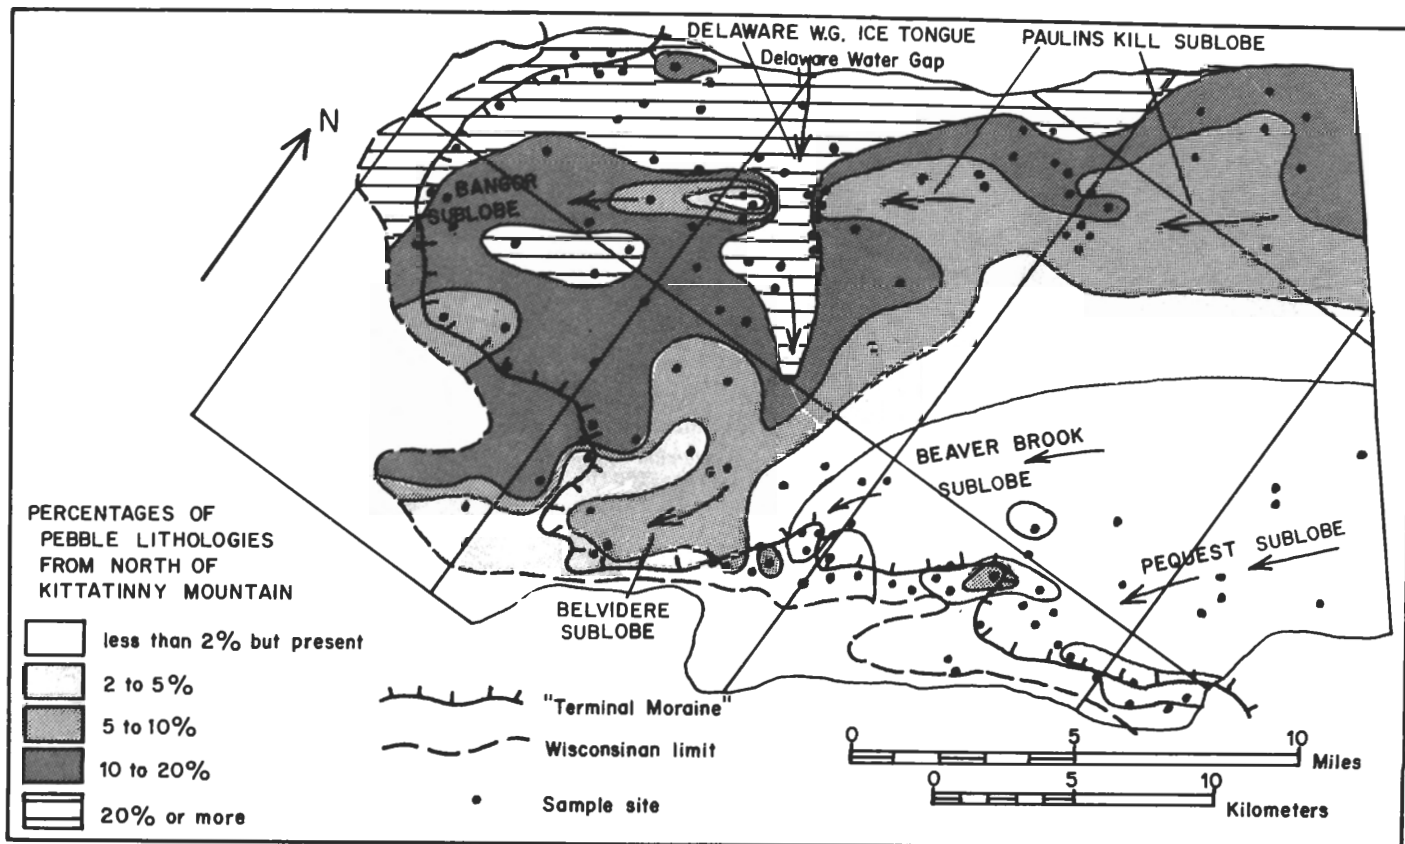 DELAWARE W.G. ICE TONGUE
Delaware Water Gap
PAULINS KILL SUBLOBE
N
BANGOR
SUBLOBE
BEAVER BROOK
SUBLOBE
PEQUEST SUBLOBE
BELVIDERE
SUBLOBE
PERCENTAGES OF
PEBBLE LITHOLOGIES
FROM NORTH OF
KITTATINNY MOUNTAIN
less than 2% but present
2 to 5%
5 to 10%
10 to 20%
20% or more
"Terminal Moraine"
Wisconsinan limit
Sample site
0 5 10
Miles
0 5 10
Kilometers